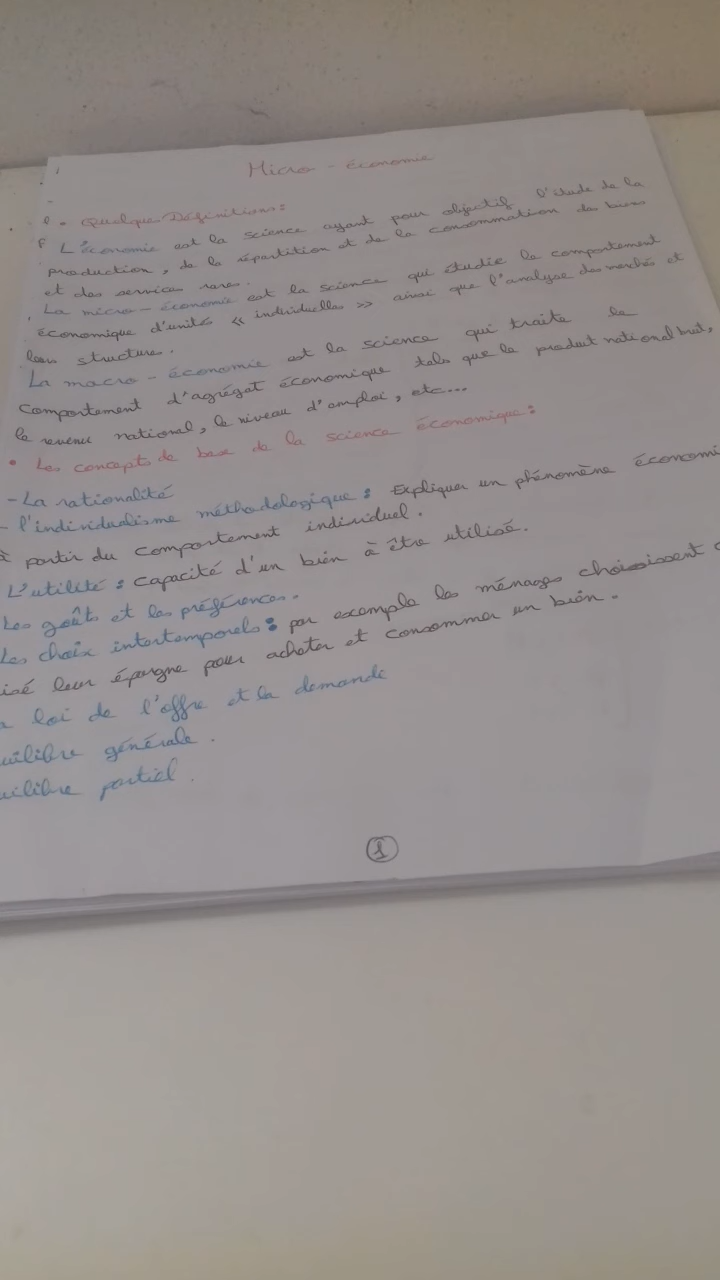 Micro - économie
• Quelque Définitions:
L'économie est la science ayant pour objectif l'étude de la
production, de la répartition et de la consommation des biens
et des services rares.
La micro-économie est la science qui étudie le comportement
économique d'unités « individuelles » ainsi que l'analyse des marchés et
leur structure.
La macro-économie est la science qui traite le
comportement d'agrégat économique tels que le produit national brut,
le revenu national, le niveau d'emploi, etc...
• Les concepts de base de la science économique:
- La rationalité
- l'individualisme méthodologique: Expliquer un phénomène économi
à partir du comportement individuel.
L'utilité: capacité d'un bien à être utilisé.
Les goûts et les préférences.
Les choix intertemporels: par exemple les ménages choisissent
isé leur épargne pour acheter et consommer un bien.
a loi de l'offre et la demande
uilibre générale.
uilibre partiel.
1